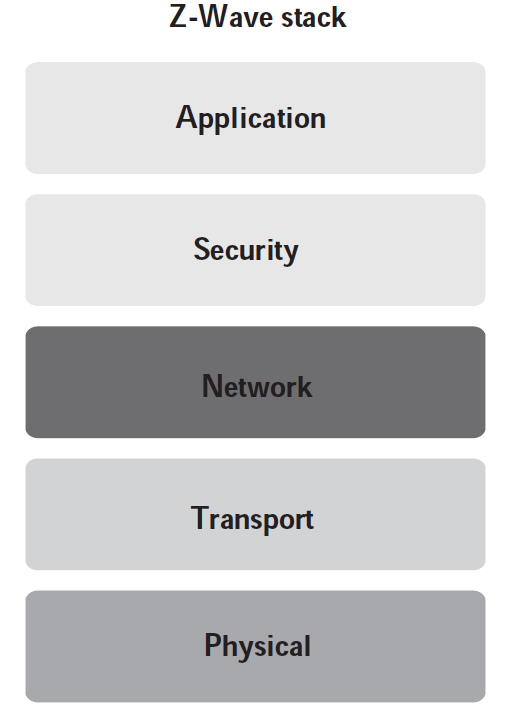 Z-Wave stack
Application
Security
Network
Transport
Physical